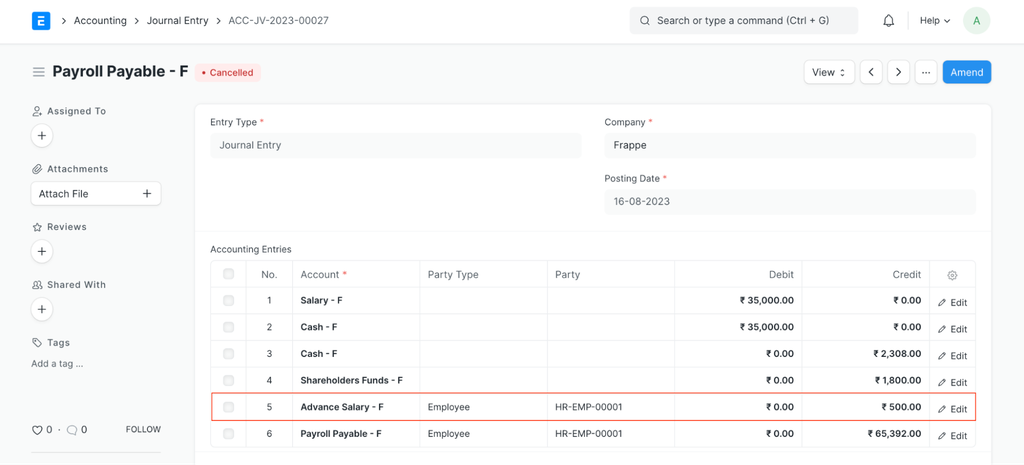 E Accounting Journal Entry ACC-JV-2023-00027 Search or type a command (Ctrl + G) Help A
Payroll Payable - F • Cancelled View ... Amend
Assigned To
Attachments
Attach File
Reviews
Shared With
Tags
Add a tag ...
0 · 0 FOLLOW
Entry Type * Company *
Journal Entry Frappe
Posting Date *
16-08-2023
Accounting Entries
No. Account * Party Type Party Debit Credit
1 Salary - F ₹ 35,000.00 ₹ 0.00 Edit
2 Cash - F ₹ 35,000.00 ₹ 0.00 Edit
3 Cash - F ₹ 0.00 ₹ 2,308.00 Edit
4 Shareholders Funds - F ₹ 0.00 ₹ 1,800.00 Edit
5 Advance Salary - F Employee HR-EMP-00001 ₹ 0.00 ₹ 500.00 Edit
6 Payroll Payable - F Employee HR-EMP-00001 ₹ 0.00 ₹ 65,392.00 Edit